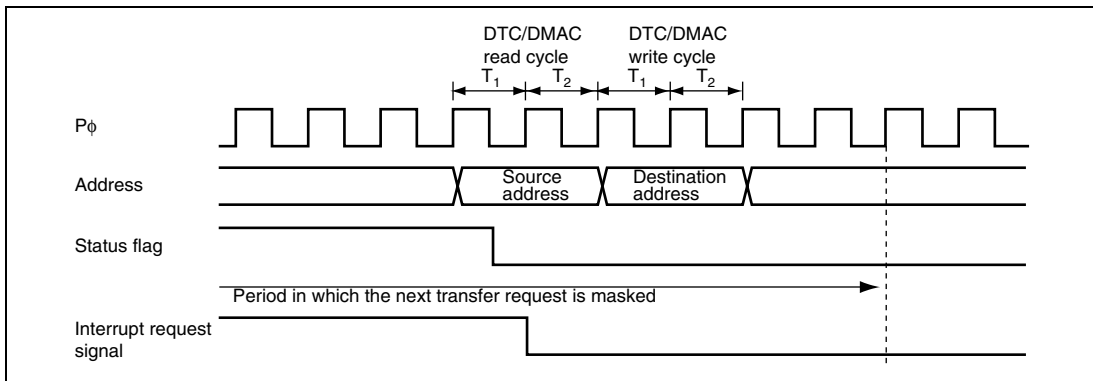 DTC/DMAC
read cycle
DTC/DMAC
write cycle
T1 T2 T1 T2
Pϕ
Address
Source
address
Destination
address
Status flag
Period in which the next transfer request is masked
Interrupt request
signal